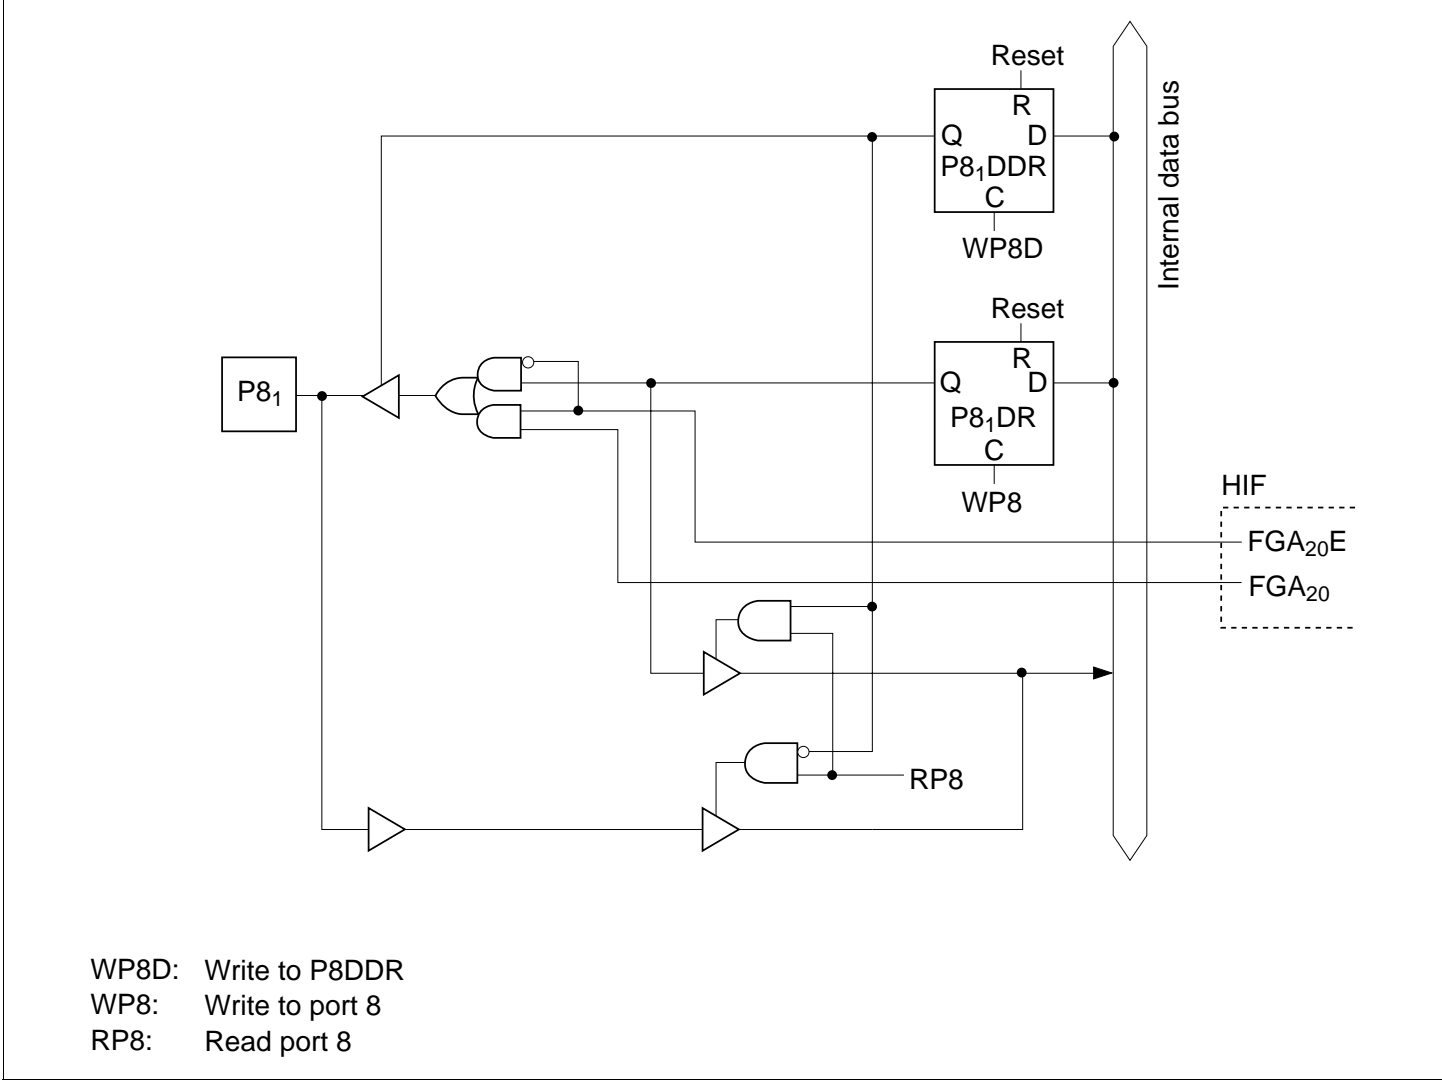 Reset
R
Q D
P8₁DDR
C
WP8D
Internal data bus
Reset
R
Q D
P8₁DR
C
WP8
P8₁
HIF
FGA₂₀E
FGA₂₀
RP8
WP8D: Write to P8DDR
WP8: Write to port 8
RP8: Read port 8